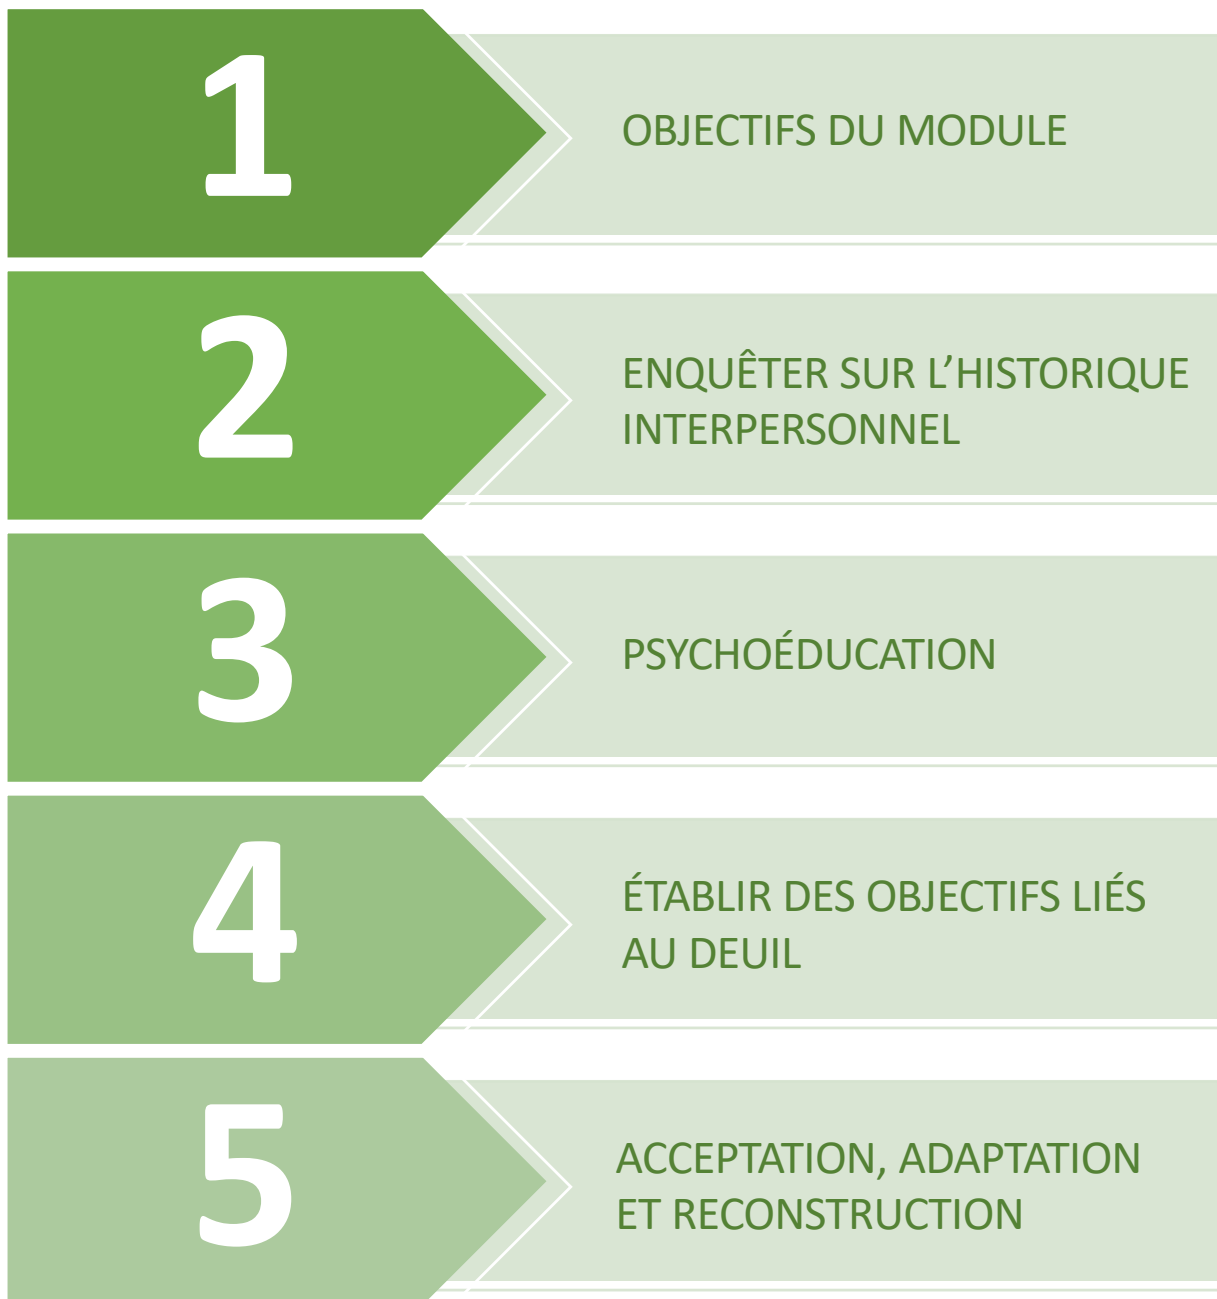 1
OBJECTIFS DU MODULE
2
ENQUÊTER SUR L’HISTORIQUE
INTERPERSONNEL
3
PSYCHOÉDUCATION
4
ÉTABLIR DES OBJECTIFS LIÉS
AU DEUIL
5
ACCEPTATION, ADAPTATION
ET RECONSTRUCTION